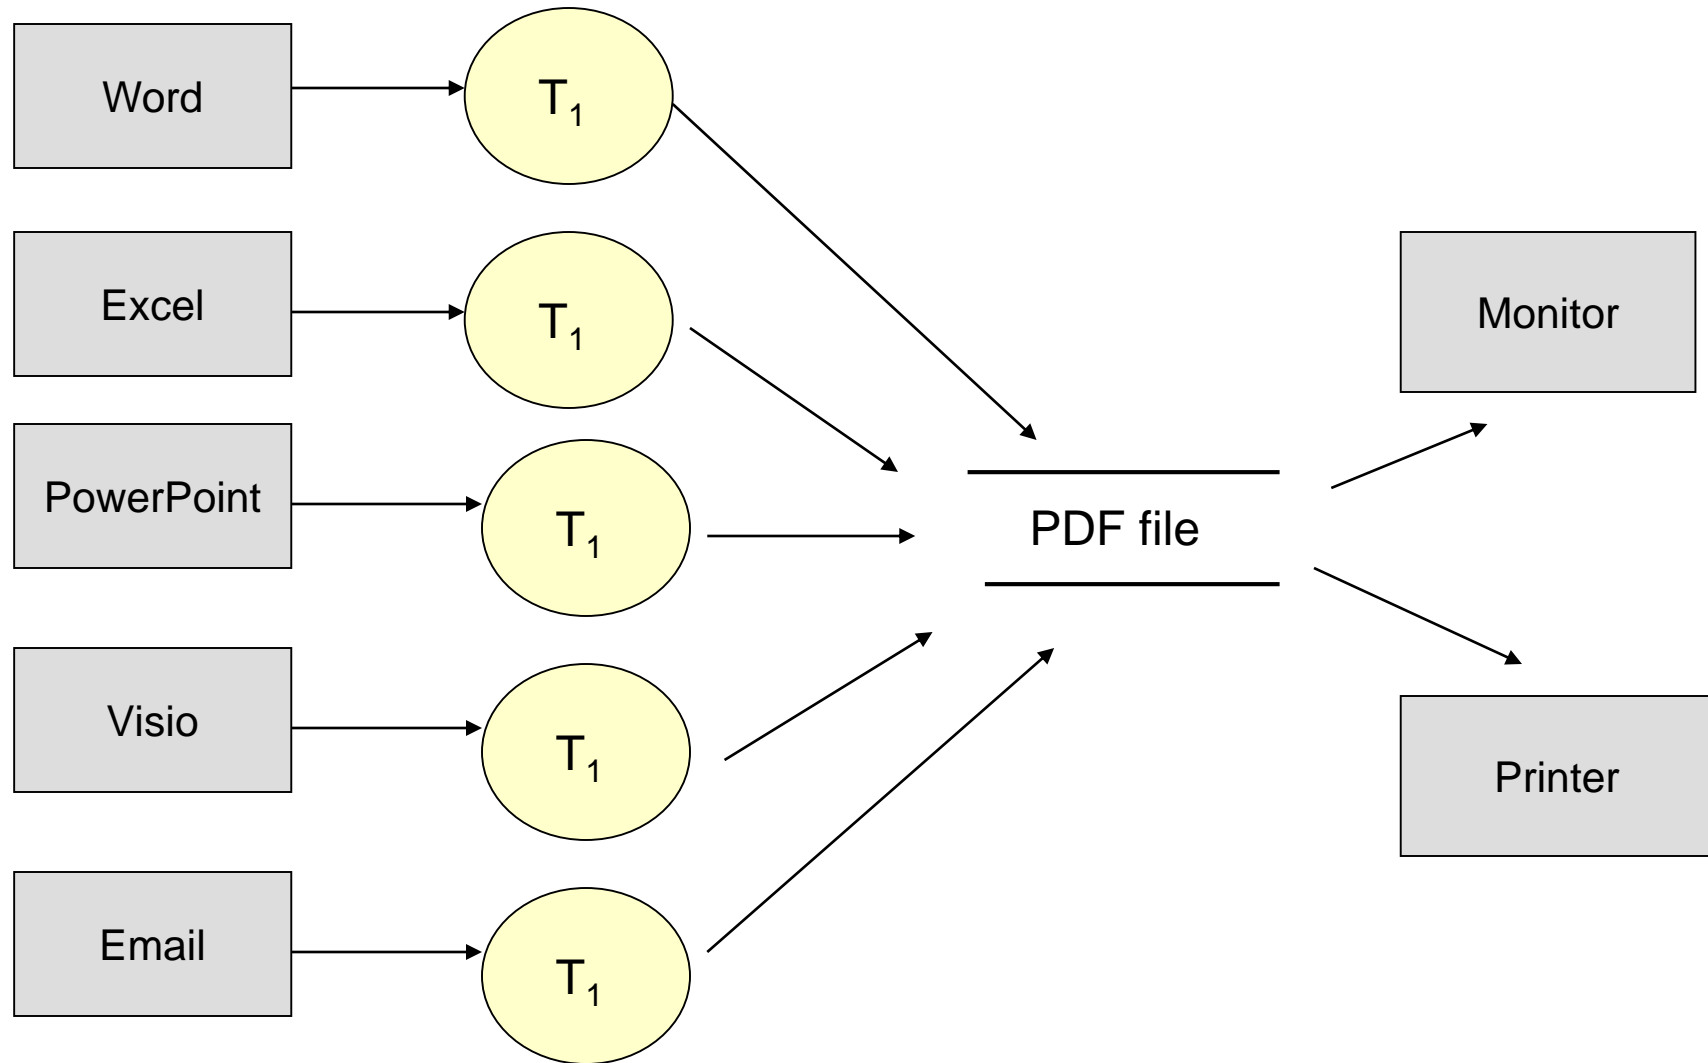 Word
T₁
Excel
T₁
Monitor
PowerPoint
T₁
PDF file
Visio
T₁
Printer
Email
T₁